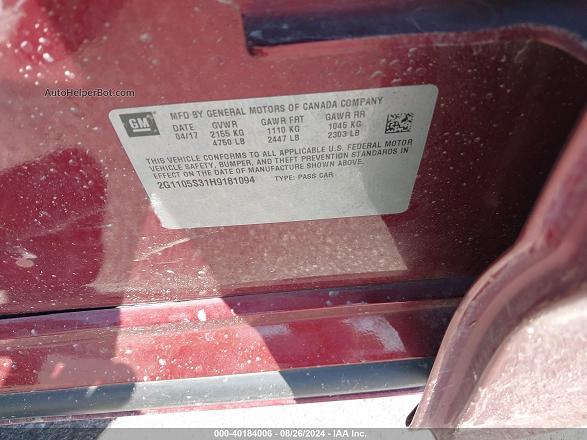 AutoHelperBot.com
GM
MFD BY GENERAL MOTORS OF CANADA COMPANY
DATE GVWR GAWR FRT GAWR RR
04/17 2155 KG 1110 KG 1045 KG
4750 LB 2447 LB 2303 LB
THIS VEHICLE CONFORMS TO ALL APPLICABLE U.S. FEDERAL MOTOR
VEHICLE SAFETY, BUMPER, AND THEFT PREVENTION STANDARDS IN
EFFECT ON THE DATE OF MANUFACTURE SHOWN ABOVE.
2G1105S31H9181094 TYPE: PASS CAR
000-40184006 - 08/26/2024 - IAA Inc.